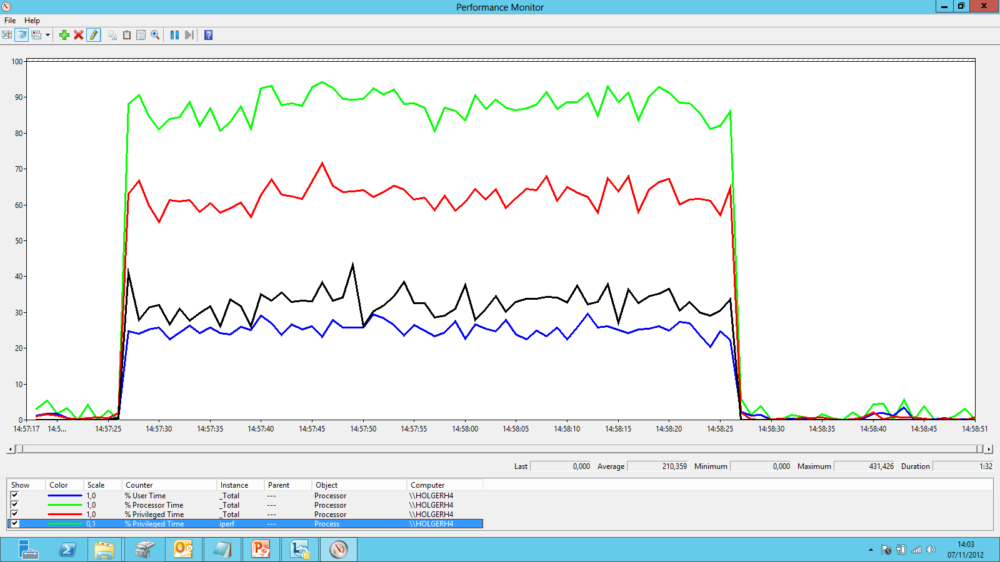 Performance Monitor
File Help
100
90
80
70
60
50
40
30
20
10
0
14:57:17 14:5... 14:57:25 14:57:30 14:57:35 14:57:40 14:57:45 14:57:50 14:57:55 14:58:00 14:58:05 14:58:10 14:58:15 14:58:20 14:58:25 14:58:30 14:58:35 14:58:40 14:58:45 14:58:51
Last 0,000 Average 210,359 Minimum 0,000 Maximum 431,426 Duration 1:32
Show Color Scale Counter Instance Parent Object Computer
1,0 % User Time _Total --- Processor \\HOLGERH4
1,0 % Processor Time _Total --- Processor \\HOLGERH4
1,0 % Privileged Time _Total --- Processor \\HOLGERH4
0,1 % Privileged Time iperf --- Process \\HOLGERH4
14:03
07/11/2012